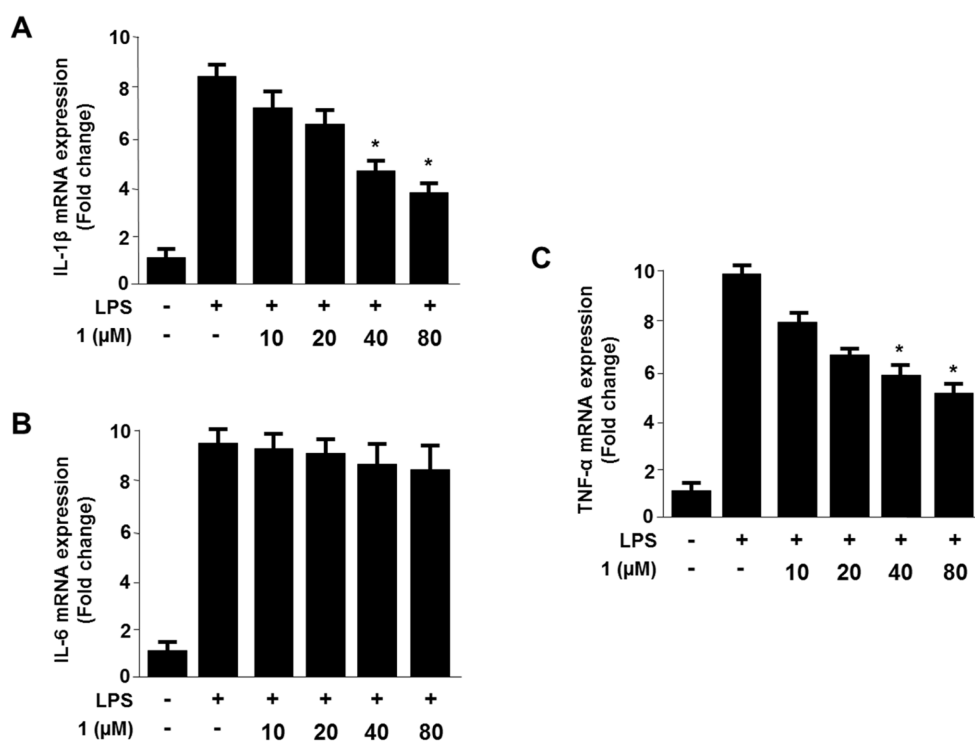 A
IL-1β mRNA expression
(Fold change)
10
8
6
4
2
0
* *
LPS - + + + + +
1 (μM) - - 10 20 40 80
B
IL-6 mRNA expression
(Fold change)
10
8
6
4
2
0
LPS - + + + + +
1 (μM) - - 10 20 40 80
C
TNF-α mRNA expression
(Fold change)
10
8
6
4
2
0
* *
LPS - + + + + +
1 (μM) - - 10 20 40 80